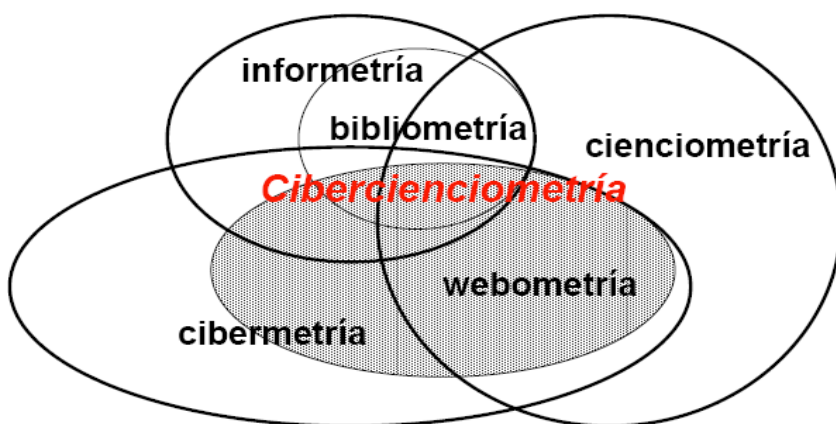 informetría
bibliometría
cienciometría
Cibercienciometría
webometría
cibermetría